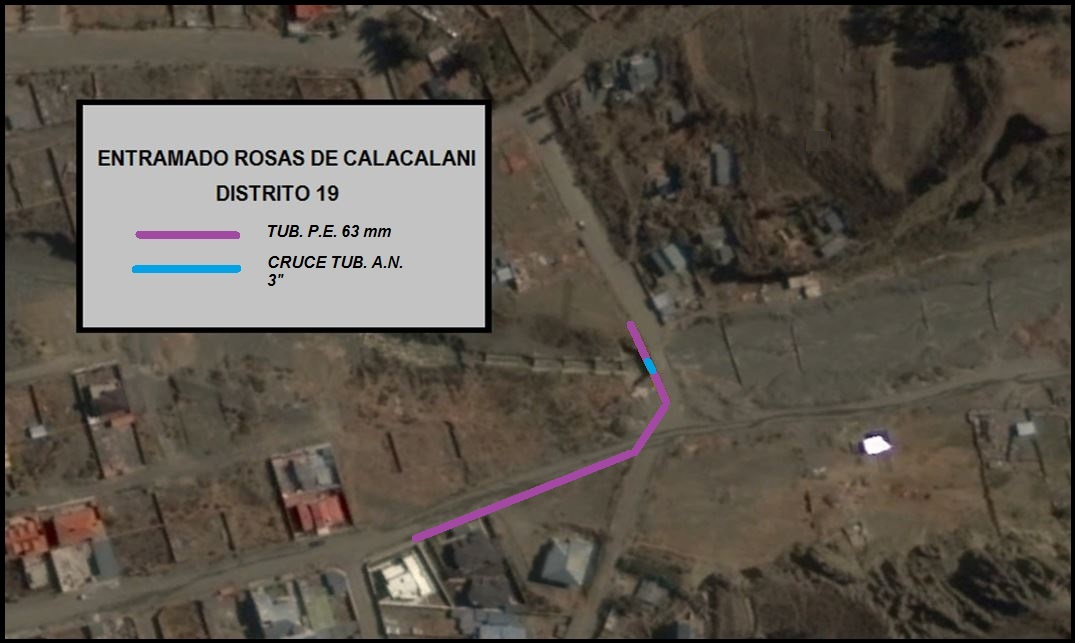 ENTRAMADO ROSAS DE CALACALANI
DISTRITO 19
TUB. P.E. 63 mm
CRUCE TUB. A.N.
3"